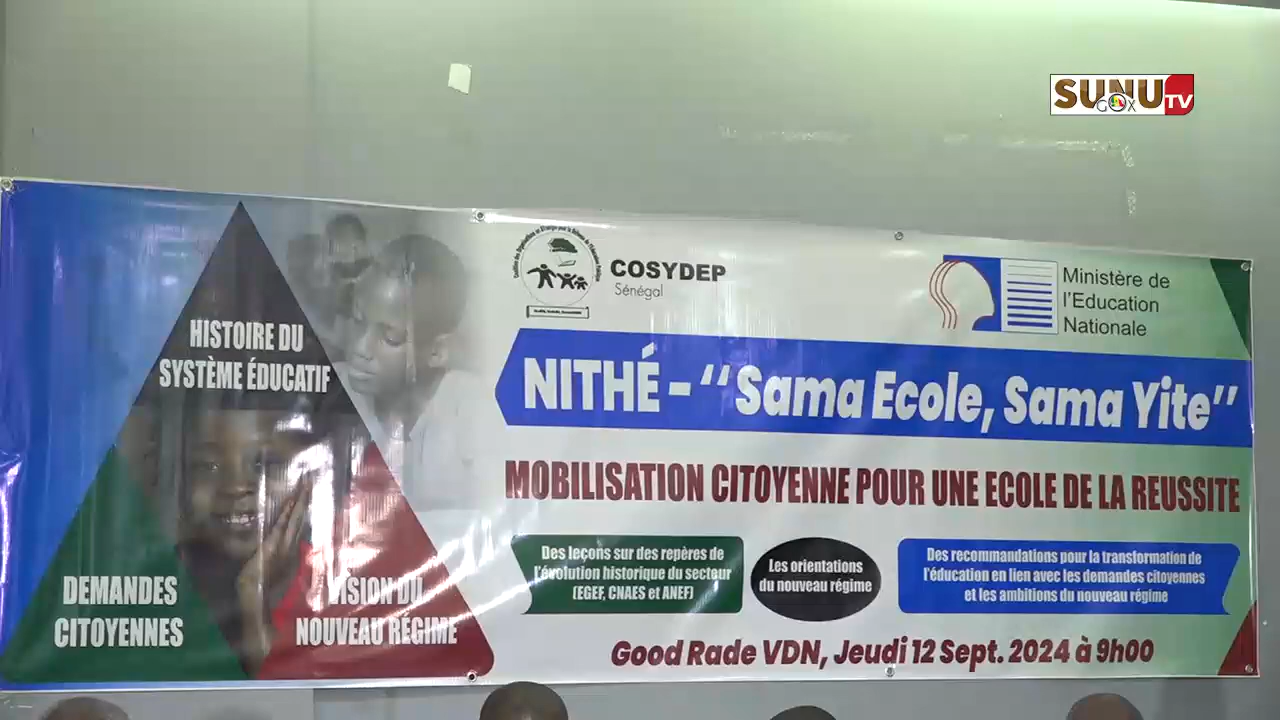 SUNU
GOX
TV
COSYDEP
Sénégal
Ministère de
l'Education
Nationale
HISTOIRE DU
SYSTÈME ÉDUCATIF
NITHÉ - "Sama Ecole, Sama Yite"
MOBILISATION CITOYENNE POUR UNE ECOLE DE LA REUSSITE
Des leçons sur des repères de
l'évolution historique du secteur
(EGEF, CNAES et ANEF)
Les orientations
du nouveau régime
Des recommandations pour la transformation de
l'éducation en lien avec les demandes citoyennes
et les ambitions du nouveau régime
DEMANDES
CITOYENNES
VISION DU
NOUVEAU RÉGIME
Good Rade VDN, Jeudi 12 Sept. 2024 à 9h00